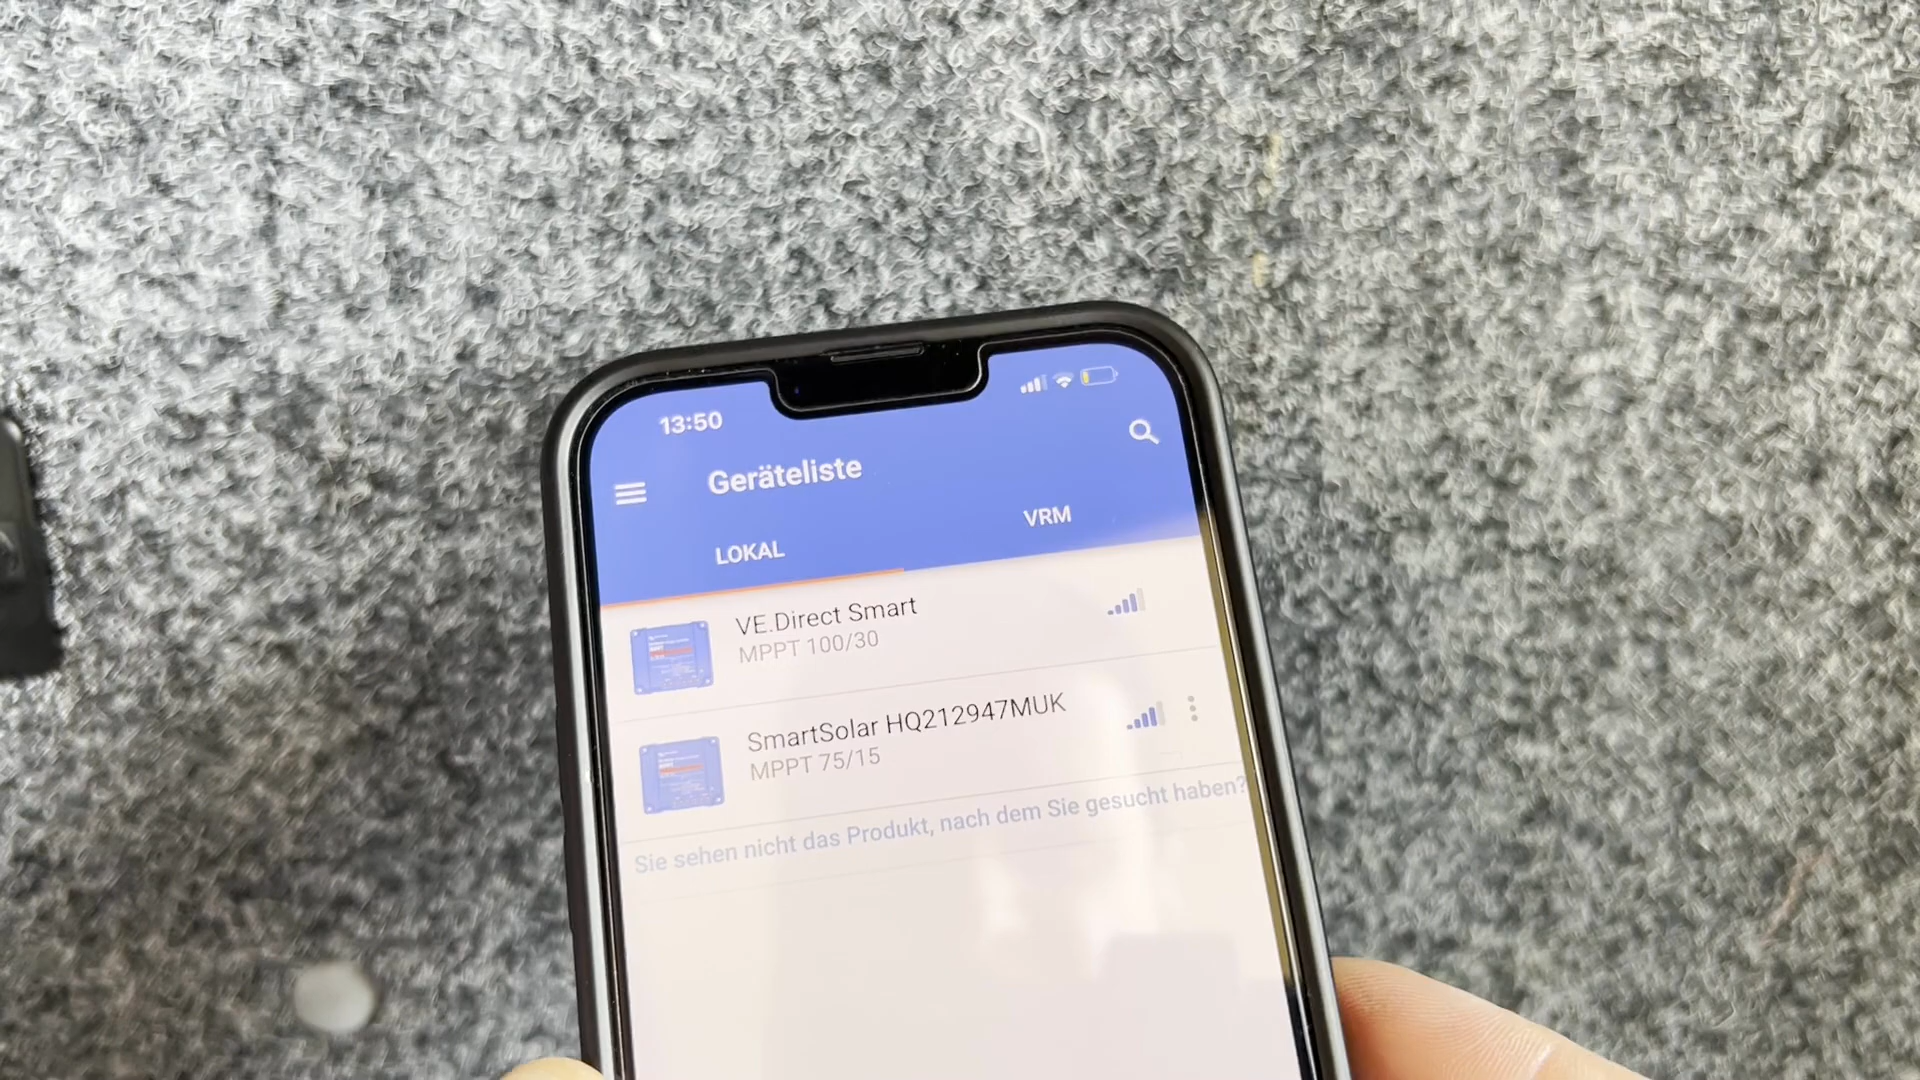 13:50
Geräteliste
LOKAL
VRM
VE.Direct Smart
MPPT 100/30
SmartSolar HQ212947MUK
MPPT 75/15
Sie sehen nicht das Produkt, nach dem Sie gesucht haben?